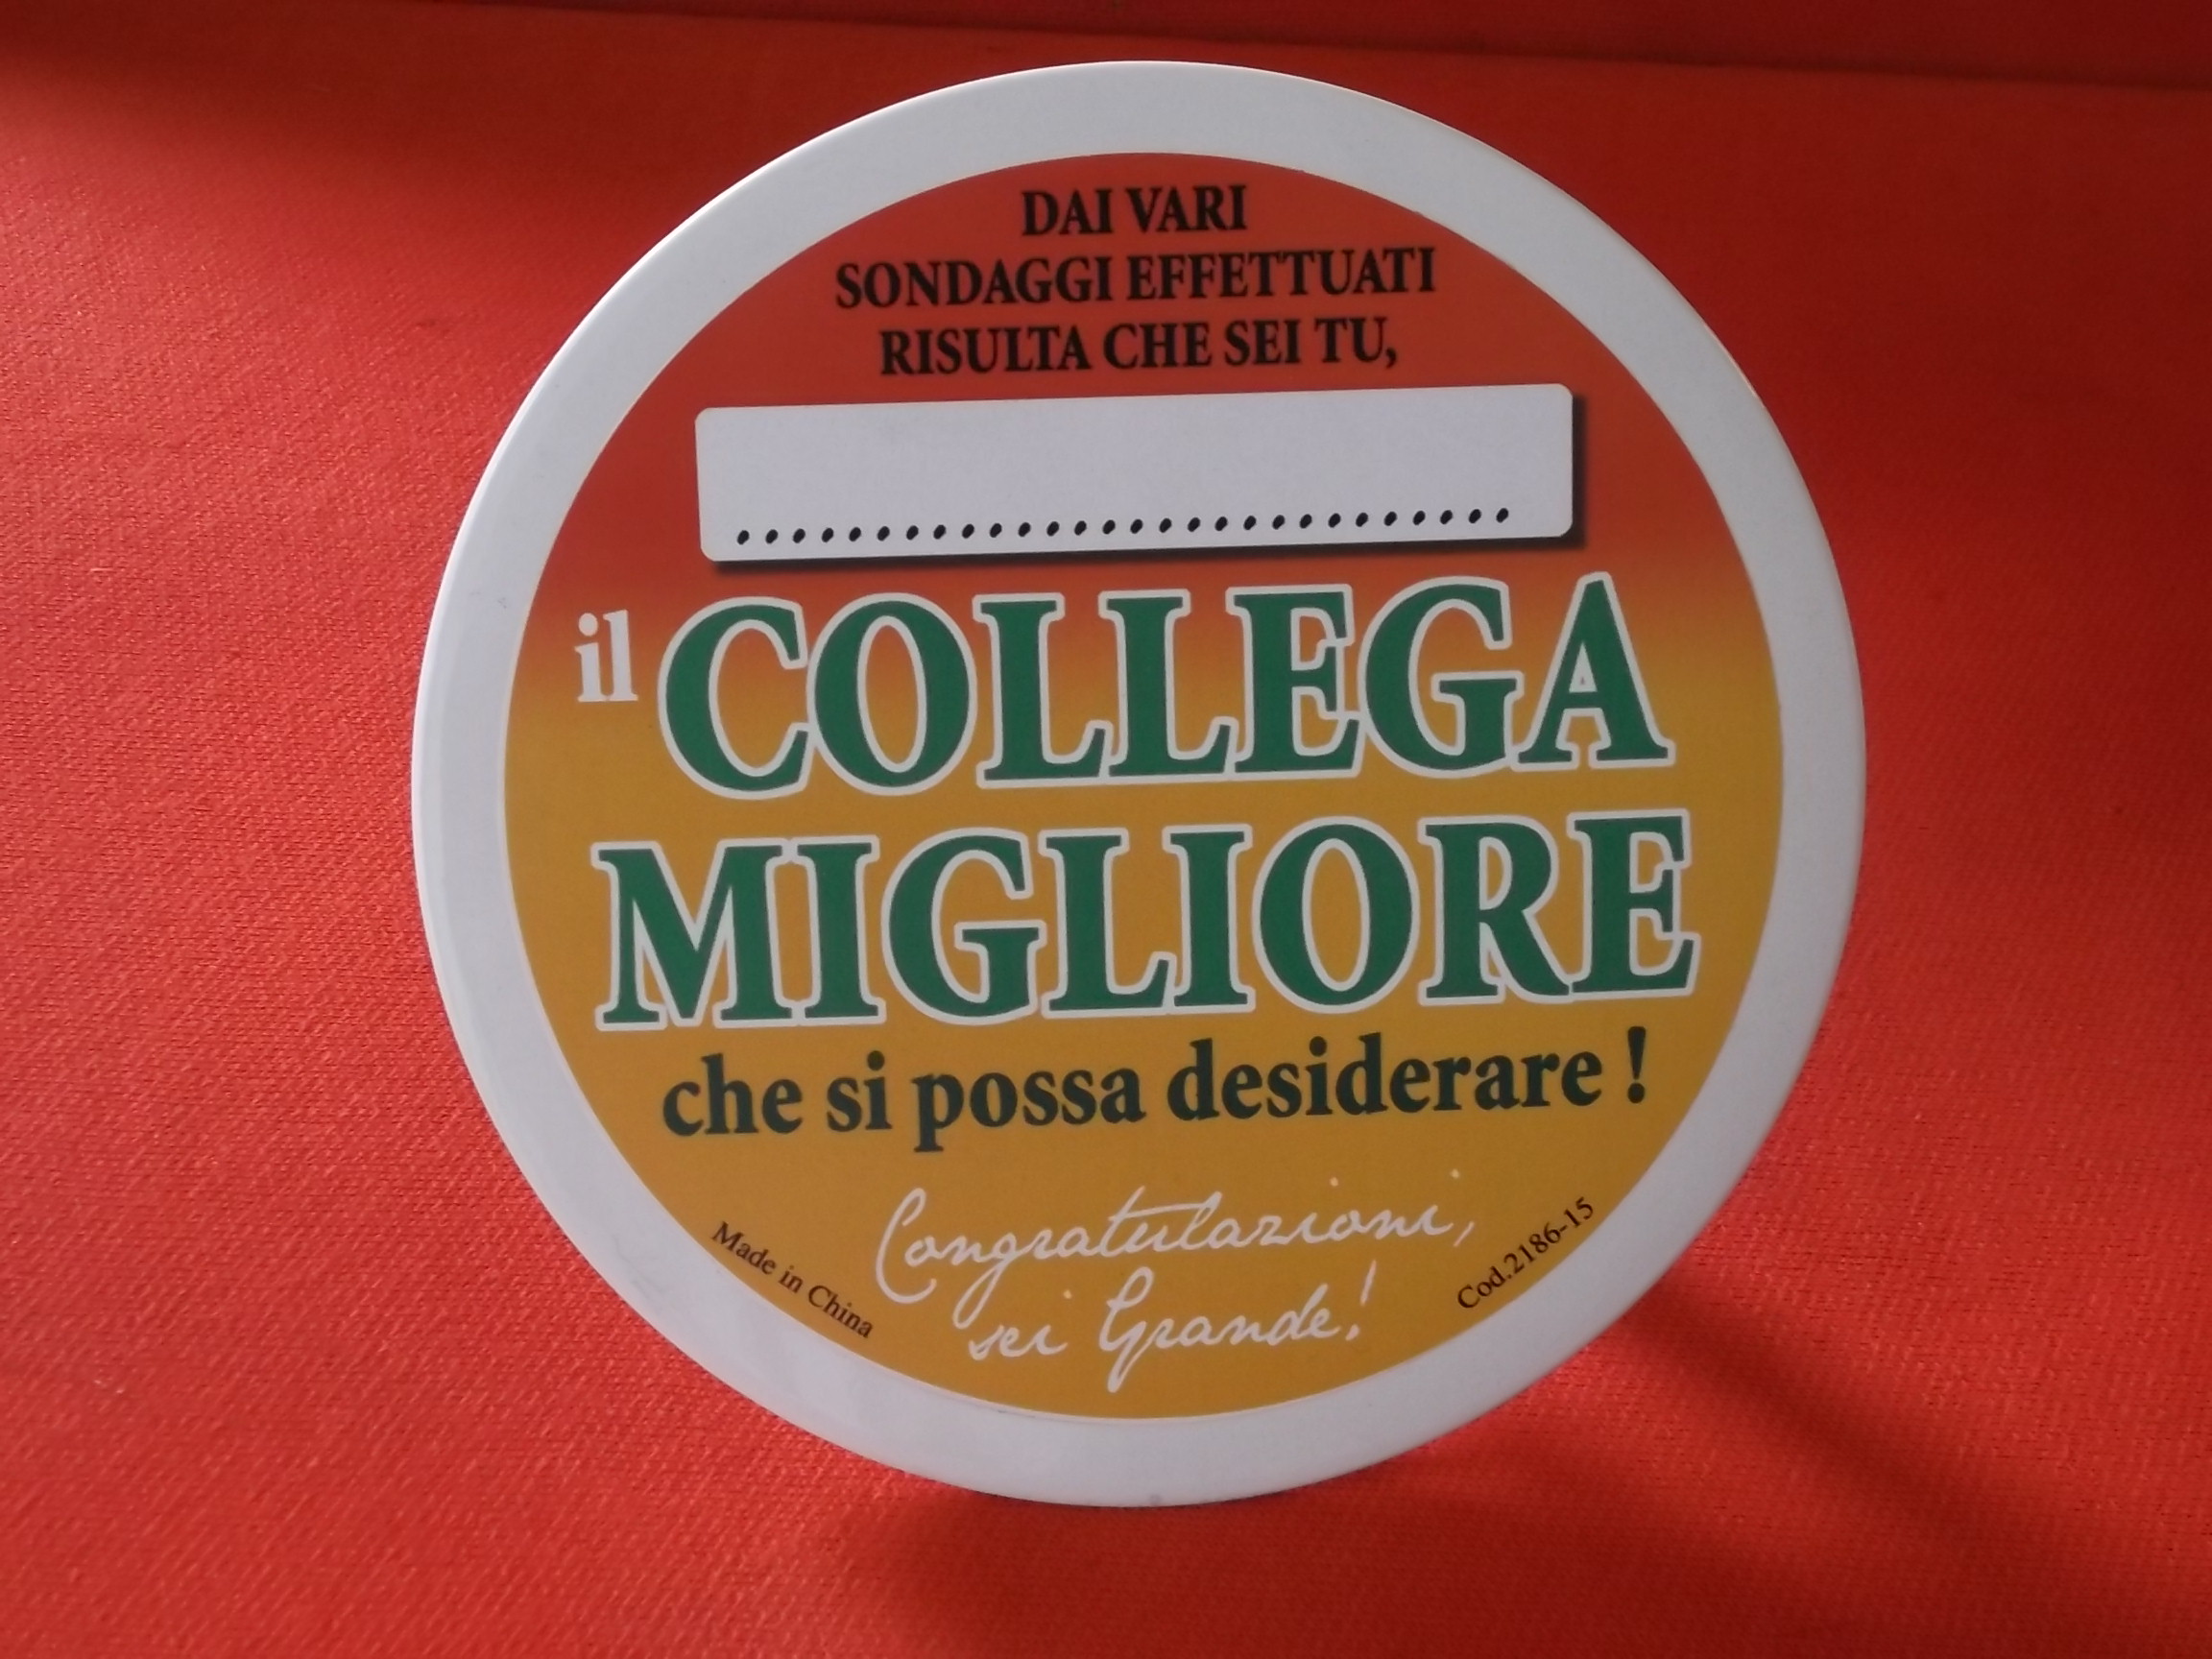 DAI VARI
SONDAGGI EFFETTUATI
RISULTA CHE SEI TU,
............................
il COLLEGA
MIGLIORE
che si possa desiderare !
Congratulazioni,
sei Grande!
Made in China
Cod.2186-15